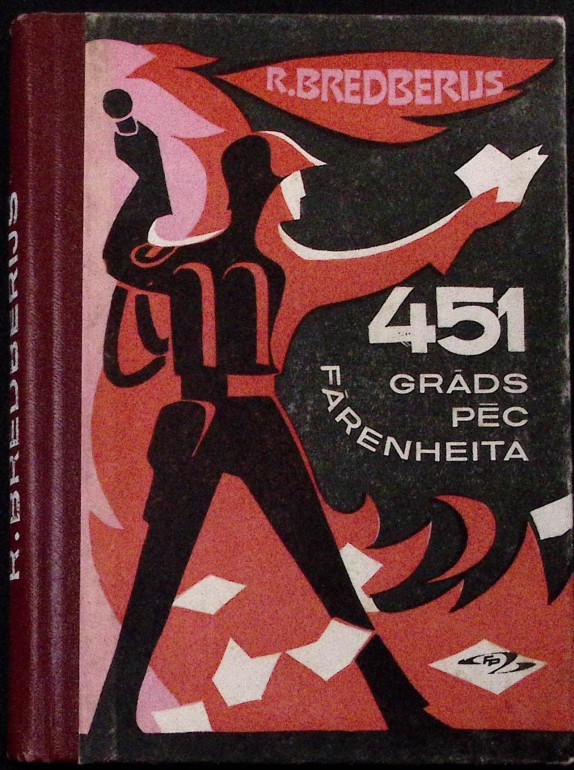 R.BREDBERIJS
451
GRĀDS
PĒC
FĀRENHEITA
R.BREDBERIJS